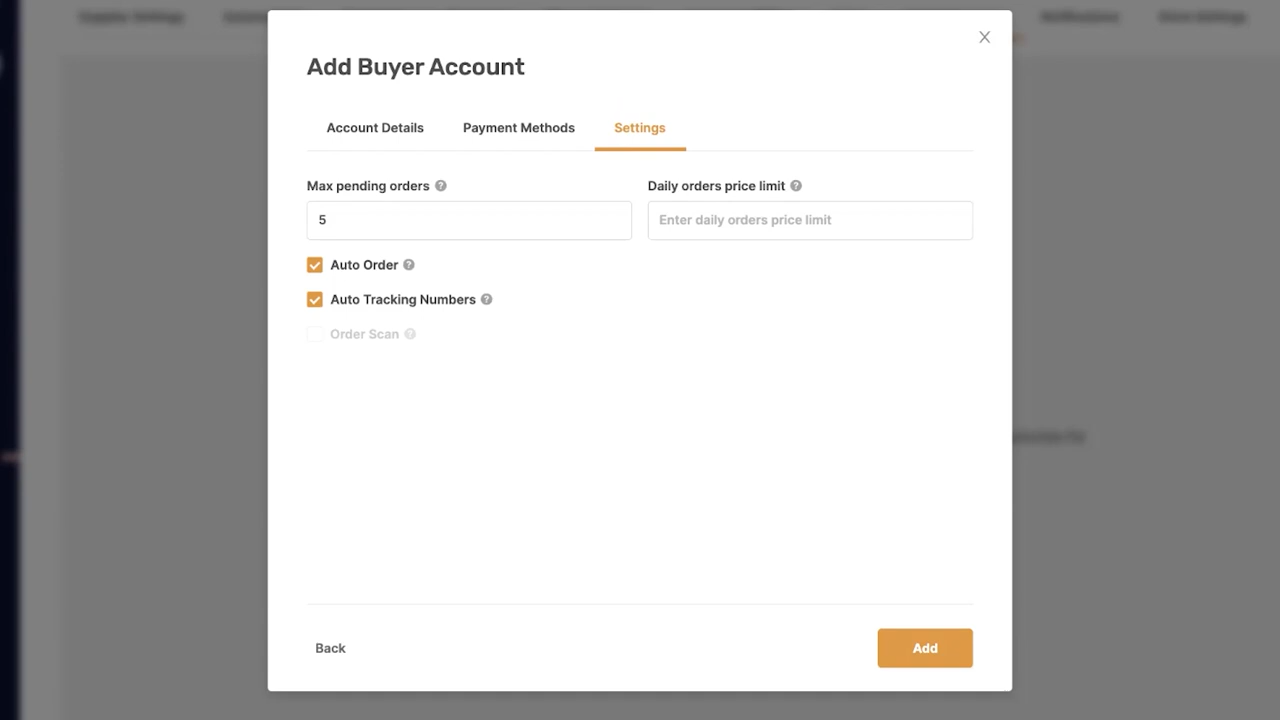 Add Buyer Account
Account Details Payment Methods Settings
Max pending orders Daily orders price limit
5 Enter daily orders price limit
Auto Order
Auto Tracking Numbers
Order Scan
Back Add